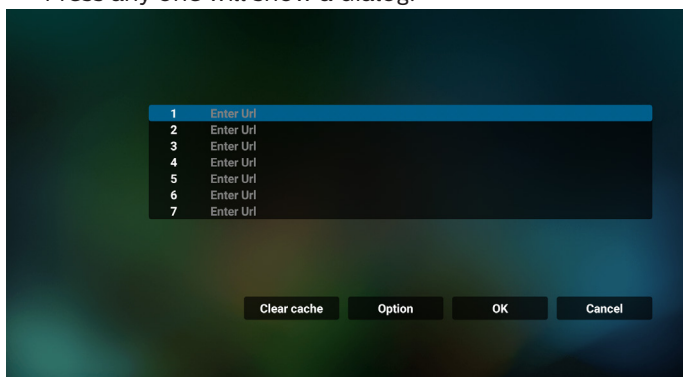 Press any one will show a dialog.
1 Enter Url
2 Enter Url
3 Enter Url
4 Enter Url
5 Enter Url
6 Enter Url
7 Enter Url
Clear cache Option OK Cancel